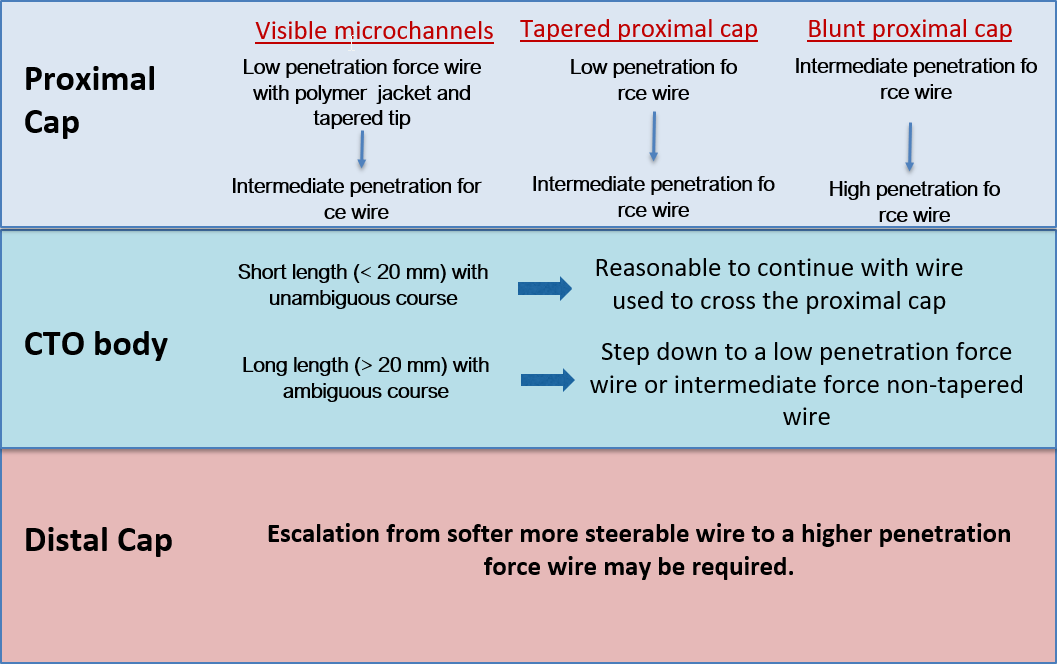 Proximal
Cap
Visible microchannels
Low penetration force wire
with polymer jacket and
tapered tip
Intermediate penetration for
ce wire
Tapered proximal cap
Low penetration fo
rce wire
Intermediate penetration fo
rce wire
Blunt proximal cap
Intermediate penetration fo
rce wire
High penetration fo
rce wire
CTO body
Short length (< 20 mm) with
unambiguous course
Reasonable to continue with wire
used to cross the proximal cap
Long length (> 20 mm) with
ambiguous course
Step down to a low penetration force
wire or intermediate force non-tapered
wire
Distal Cap
Escalation from softer more steerable wire to a higher penetration
force wire may be required.